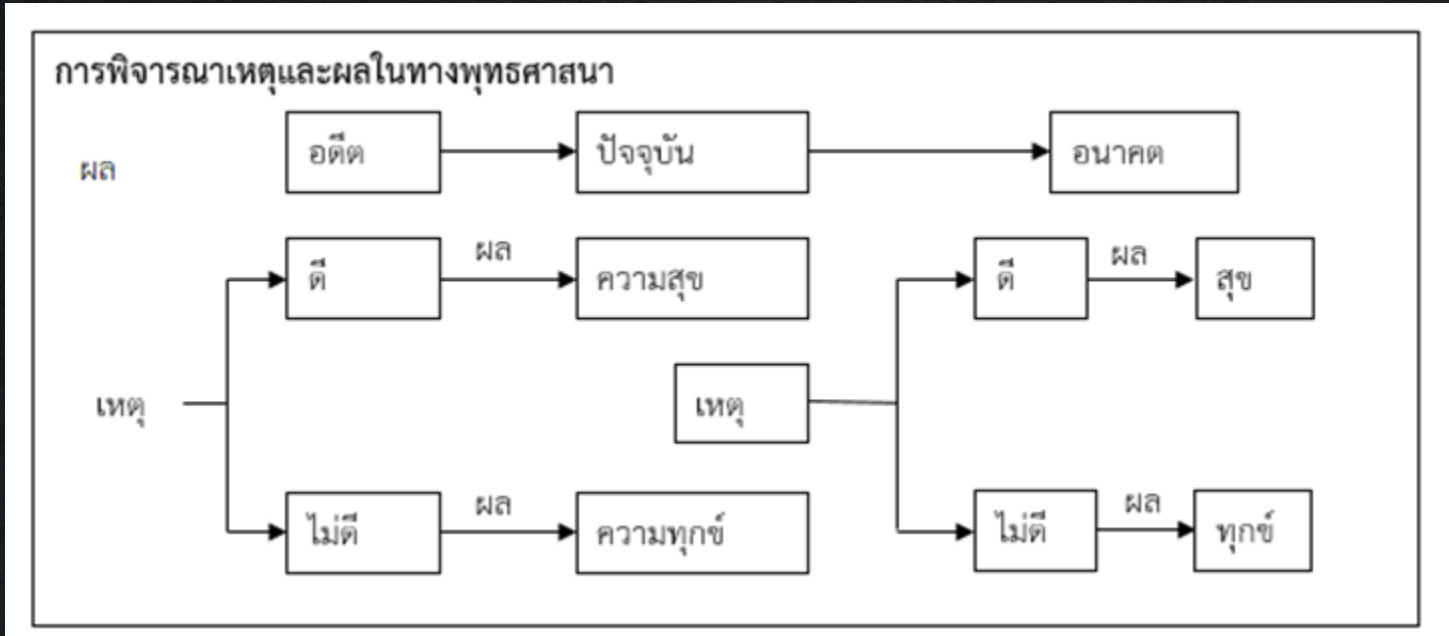 การพิจารณาเหตุและผลในทางพุทธศาสนา
อดีต ปัจจุบัน อนาคต
ผล
ดี ผล ความสุข ดี ผล สุข
เหตุ เหตุ
ไม่ดี ผล ความทุกข์ ไม่ดี ผล ทุกข์